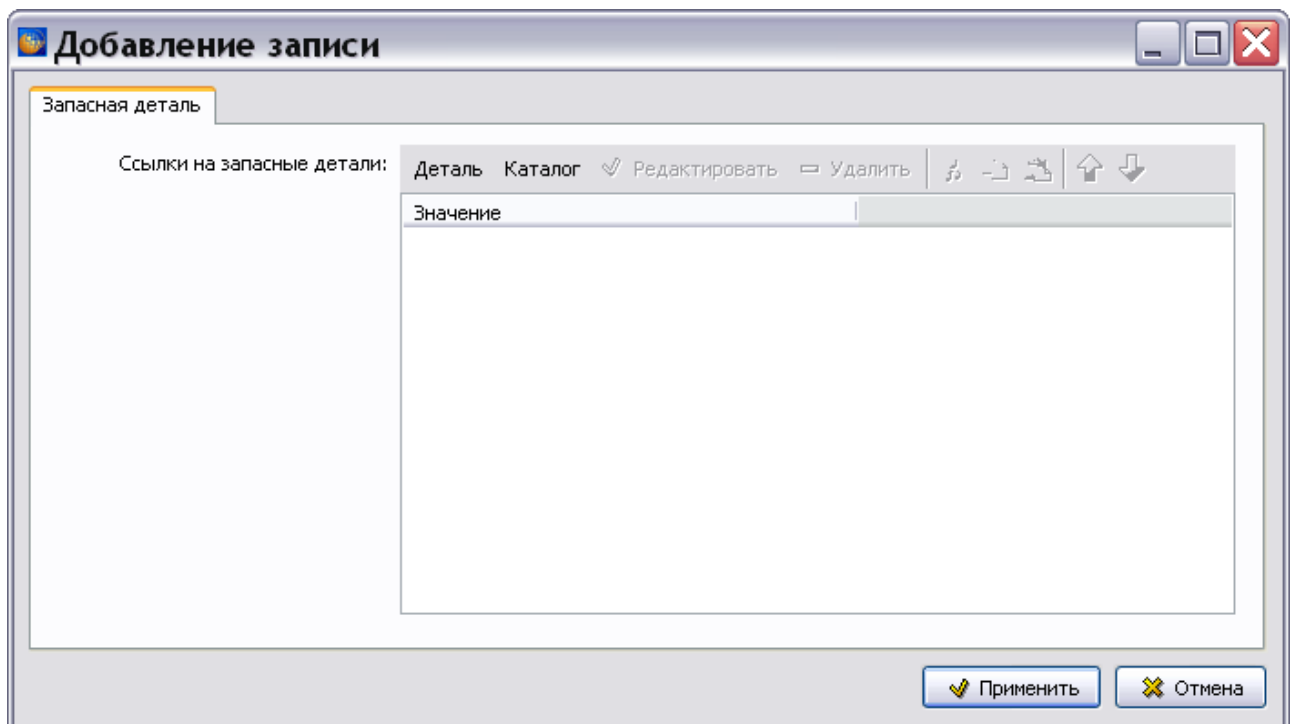 Добавление записи
Запасная деталь
Ссылки на запасные детали: Деталь Каталог Редактировать Удалить
Значение
Применить Отмена